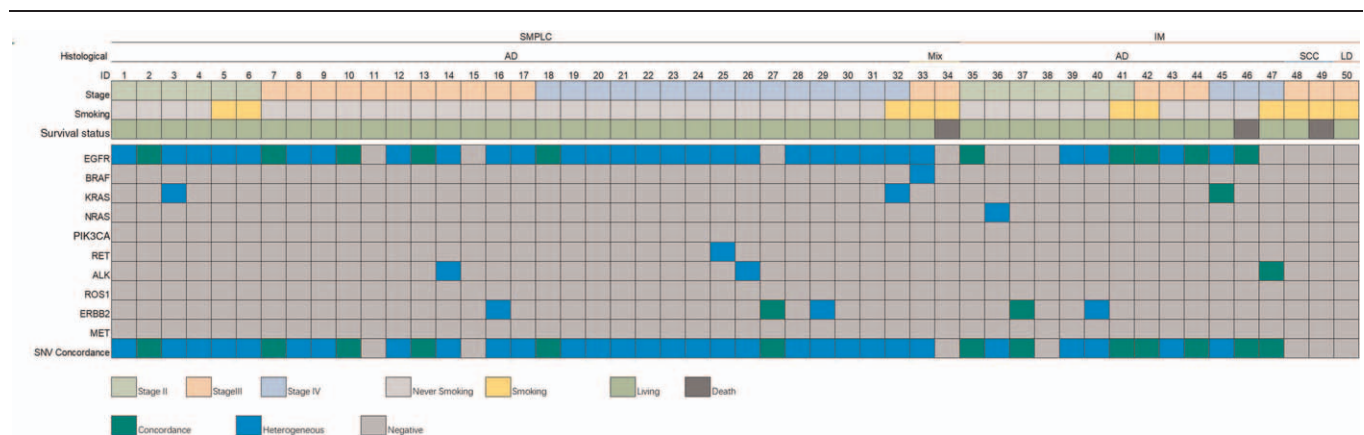 SMPLC IM
Histological AD Mix AD SCC LD
ID 1 2 3 4 5 6 7 8 9 10 11 12 13 14 15 16 17 18 19 20 21 22 23 24 25 26 27 28 29 30 31 32 33 34 35 36 37 38 39 40 41 42 43 44 45 46 47 48 49 50
Stage
Smoking
Survival status
EGFR
BRAF
KRAS
NRAS
PIK3CA
RET
ALK
ROS1
ERBB2
MET
SNV Concordance
Stage II StageIII Stage IV Never Smoking Smoking Living Death
Concordance Heterogeneous Negative